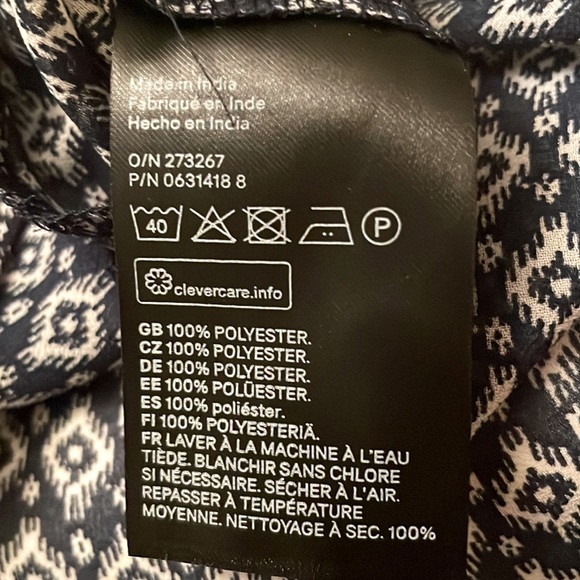 Made in India
Fabriqué en Inde
Hecho en India
O/N 273267
P/N 0631418 8
40
P
clevercare.info
GB 100% POLYESTER.
CZ 100% POLYESTER.
DE 100% POLYESTER.
EE 100% POLÜESTER.
ES 100% poliéster.
FI 100% POLYESTERIÄ.
FR LAVER À LA MACHINE À L'EAU
TIÈDE. BLANCHIR SANS CHLORE
SI NÉCESSAIRE. SÉCHER À L'AIR.
REPASSER À TEMPÉRATURE
MOYENNE. NETTOYAGE À SEC. 100%